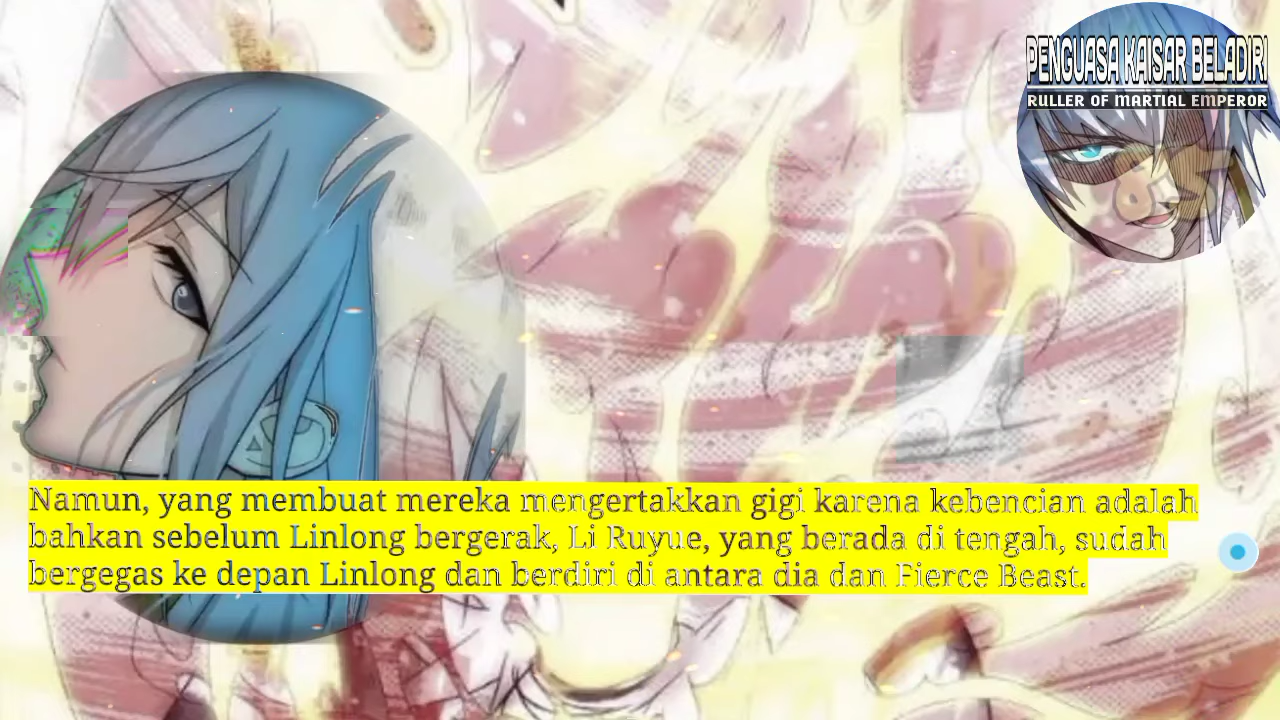 PENGUASA KAISAR BELADIRI
RULLER OF MARTIAL EMPEROR
Namun, yang membuat mereka mengertakkan gigi karena kebencian adalah
bahkan sebelum Linlong bergerak, Li Ruyue, yang berada di tengah, sudah
bergegas ke depan Linlong dan berdiri di antara dia dan Fierce Beast.